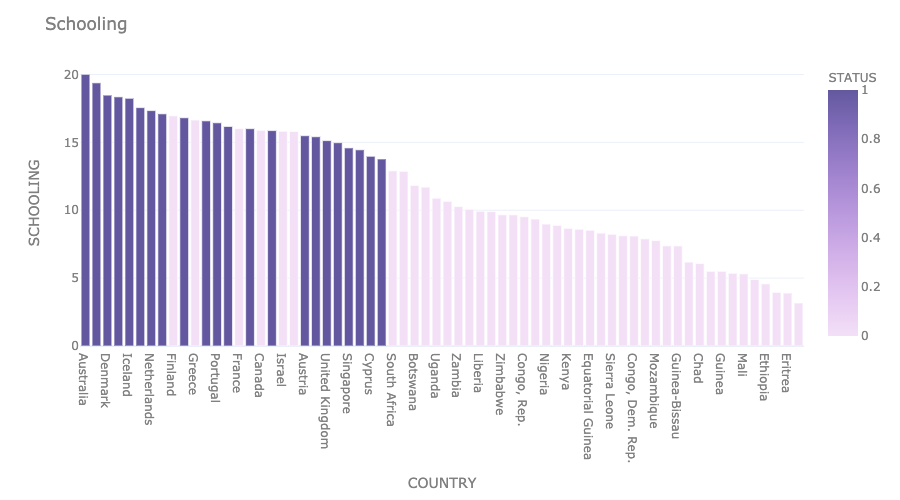 Schooling
STATUS
20
15
10
5
0
SCHOOLING
1
0.8
0.6
0.4
0.2
0
Australia
Denmark
Iceland
Netherlands
Finland
Greece
Portugal
France
Canada
Israel
Austria
United Kingdom
Singapore
Cyprus
South Africa
Botswana
Uganda
Zambia
Liberia
Zimbabwe
Congo, Rep.
Nigeria
Kenya
Equatorial Guinea
Sierra Leone
Congo, Dem. Rep.
Mozambique
Guinea-Bissau
Chad
Guinea
Mali
Ethiopia
Eritrea
COUNTRY